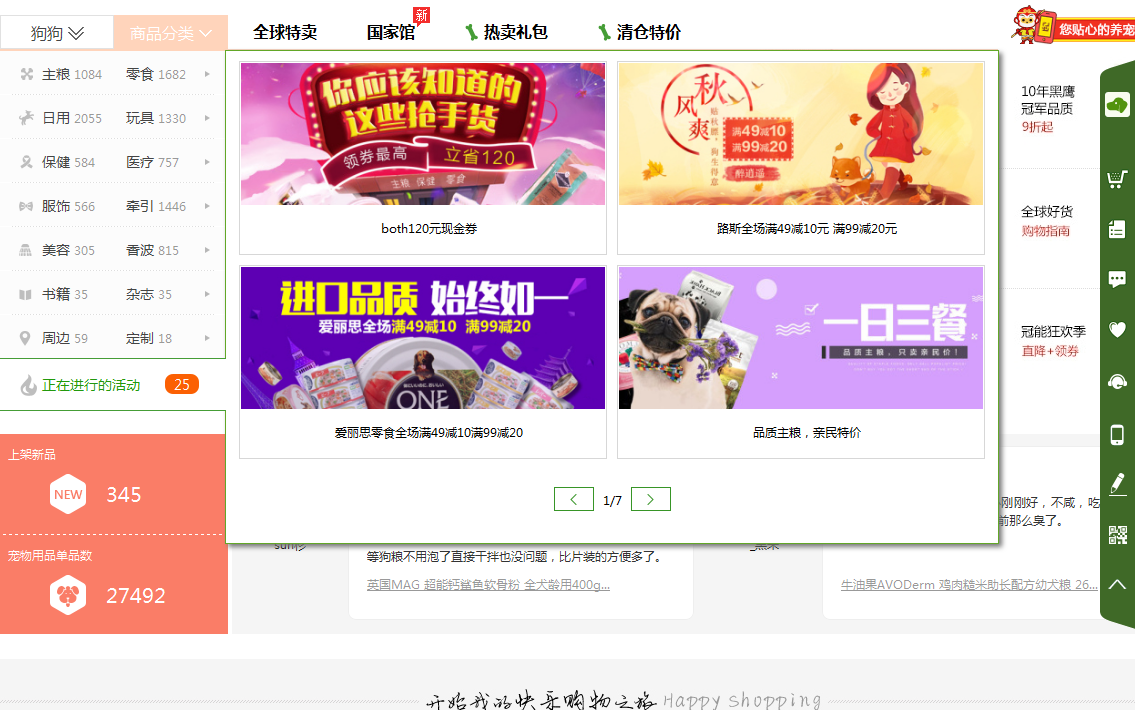 狗狗
商品分类
全球特卖
国家馆
新
热卖礼包
清仓特价
您贴心的养宠
主粮 1084
零食 1682
日用 2055
玩具 1330
保健 584
医疗 757
服饰 566
牵引 1446
美容 305
香波 815
书籍 35
杂志 35
周边 59
定制 18
正在进行的活动 25
上架新品
NEW 345
宠物用品单品数
27492
你应该知道的
这些抢手货
领券最高 立省120
主粮 保健 零食
both120元现金券
秋
风
爽
满49减10
满99减20
醉逍遥
路斯全场满49减10元 满99减20元
进口品质 始终如一
爱丽思全场满49减10 满99减20
ONE
爱丽思零食全场满49减10满99减20
一日三餐
品质主粮，只卖亲民价！
品质主粮，亲民特价
1/7
10年黑鹰
冠军品质
9折起
全球好货
购物指南
冠能狂欢季
直降+领券
刚刚好，不咸，吃
前那么臭了。
等狗粮不用泡了直接干拌也没问题，比片装的方便多了。
英国MAG 超能钙鲨鱼软骨粉 全犬龄用400g...
牛油果AVODerm 鸡肉糙米助长配方幼犬粮 26...
开始我的快乐购物之旅 Happy Shopping